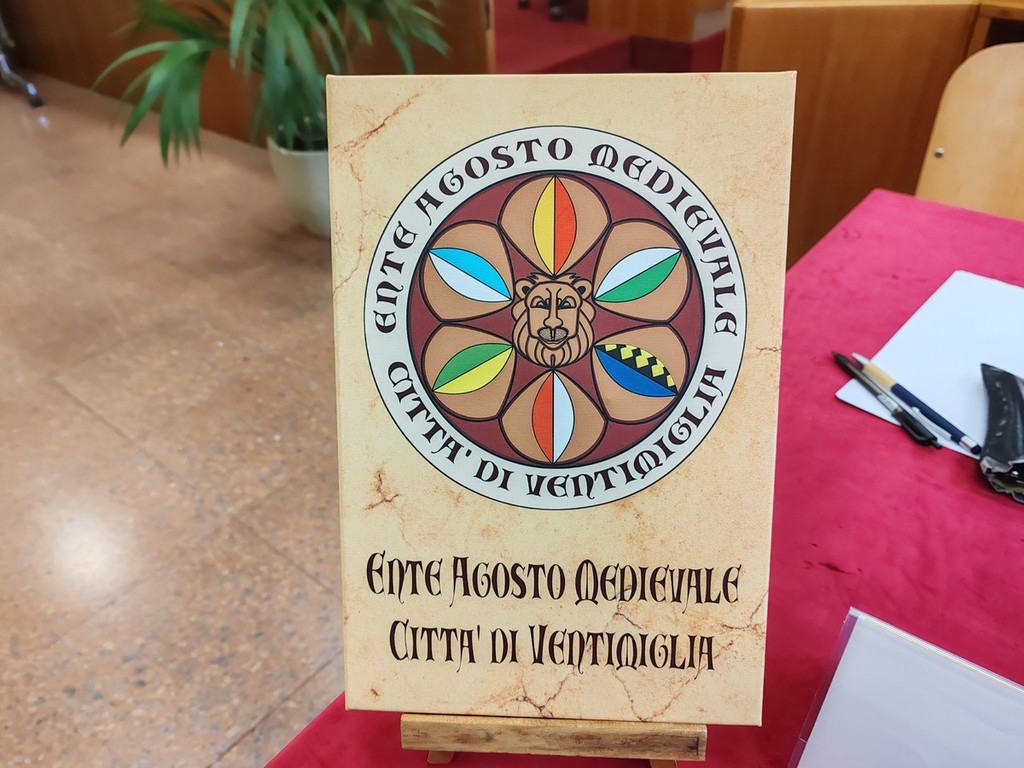 ENTE AGOSTO MEDIEVALE
CITTA' DI VENTIMIGLIA
ENTE AGOSTO MEDIEVALE
CITTA' DI VENTIMIGLIA